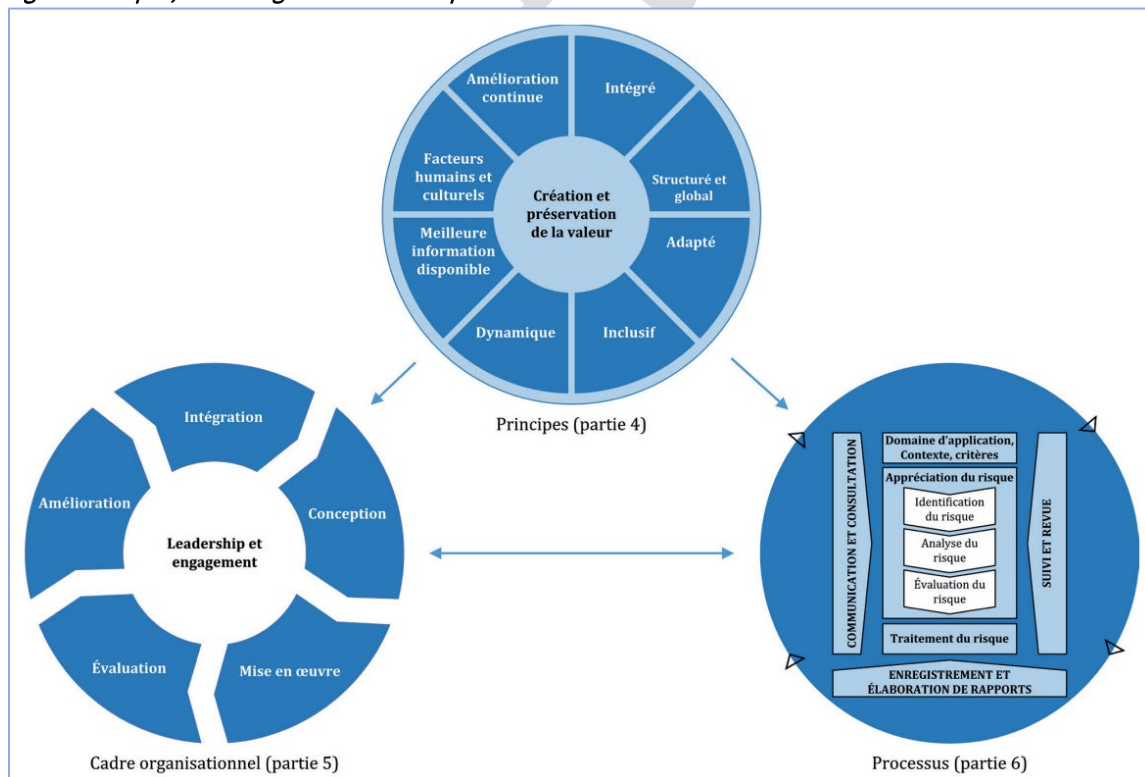 Amélioration
continue
Intégré
Facteurs
humains et
culturels
Structuré et
global
Création et
préservation
de la valeur
Meilleure
information
disponible
Adapté
Dynamique
Inclusif
Principes (partie 4)
Intégration
Amélioration
Conception
Leadership et
engagement
Évaluation
Mise en œuvre
Cadre organisationnel (partie 5)
COMMUNICATION ET CONSULTATION
Domaine d'application,
Contexte, critères
Appréciation du risque
Identification
du risque
Analyse du
risque
Évaluation du
risque
Traitement du risque
SUIVI ET REVUE
ENREGISTREMENT ET
ÉLABORATION DE RAPPORTS
Processus (partie 6)